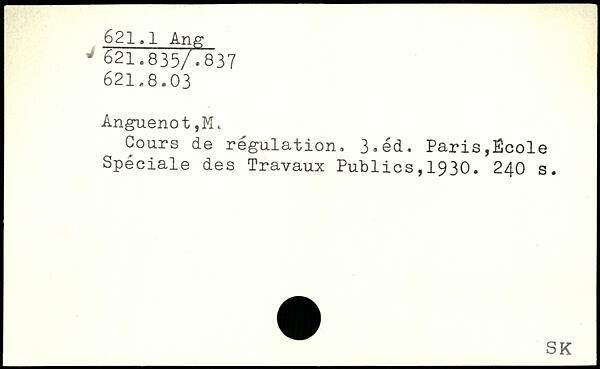 621.1 Ang
621.835/.837
621.8.03
Anguenot,M.
Cours de régulation. 3.éd. Paris,École
Spéciale des Travaux Publics,1930. 240 s.
SK